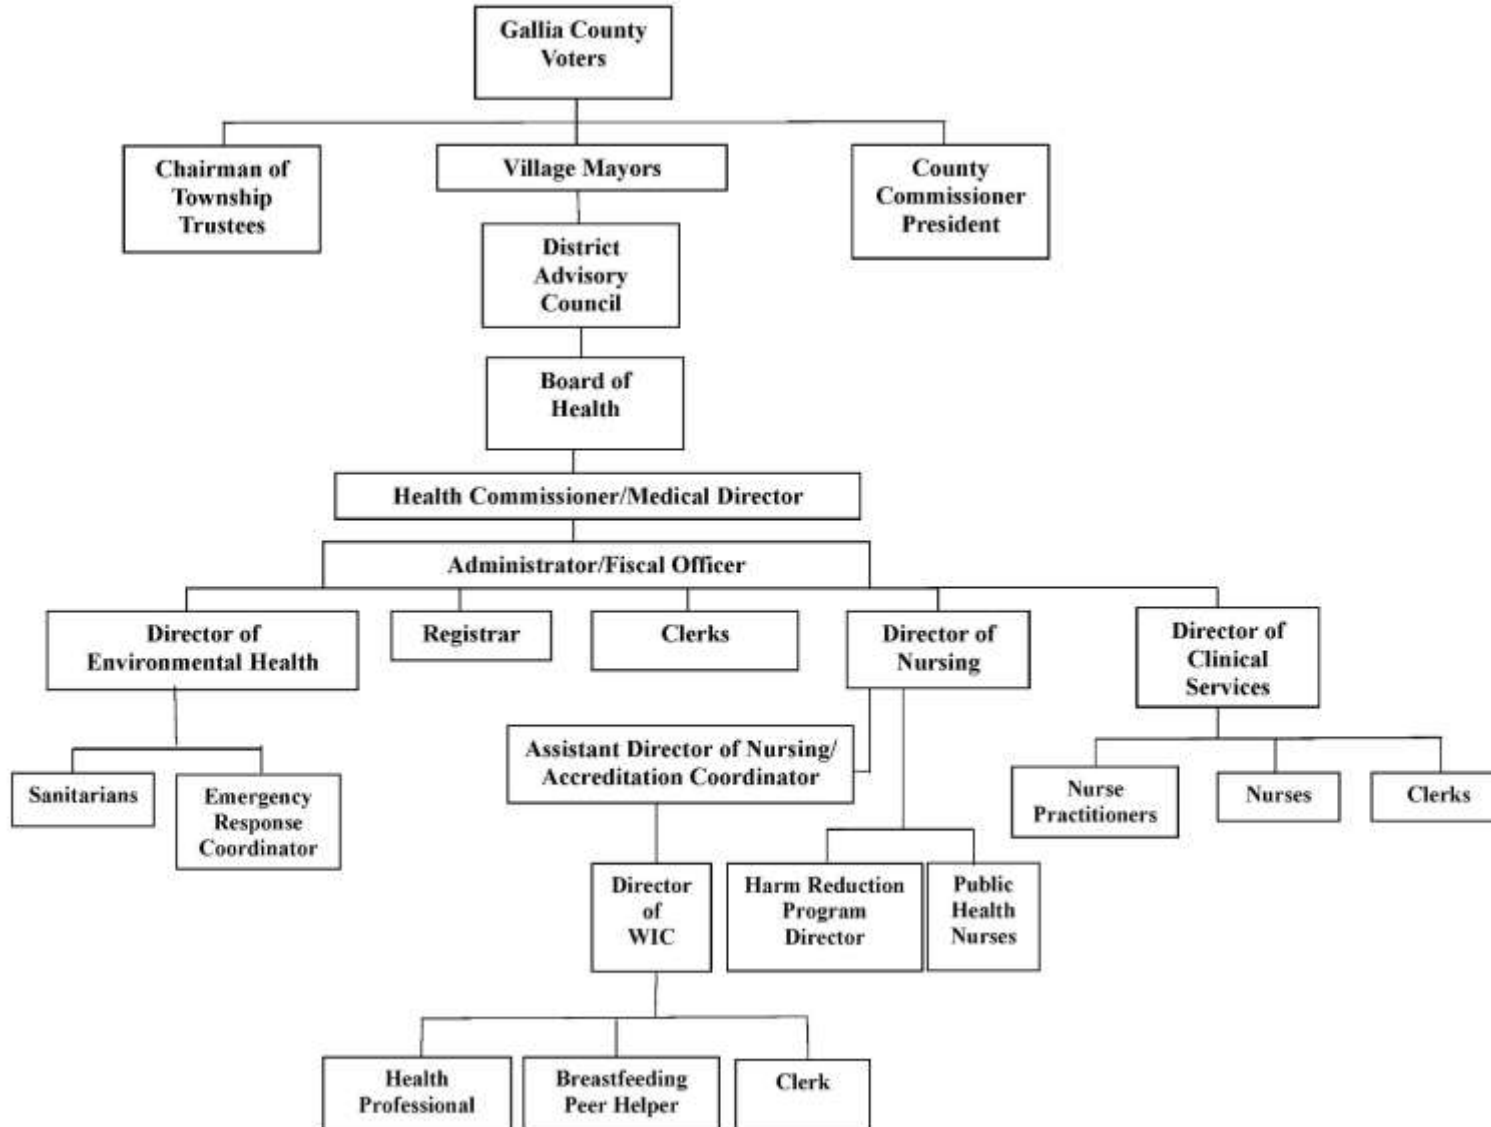 Gallia County
Voters
Chairman of
Township
Trustees
Village Mayors
County
Commissioner
President
District
Advisory
Council
Board of
Health
Health Commissioner/Medical Director
Administrator/Fiscal Officer
Director of
Environmental Health
Registrar
Clerks
Director of
Nursing
Director of
Clinical
Services
Assistant Director of Nursing/
Accreditation Coordinator
Sanitarians
Emergency
Response
Coordinator
Nurse
Practitioners
Nurses
Clerks
Director
of
WIC
Harm Reduction
Program
Director
Public
Health
Nurses
Health
Professional
Breastfeeding
Peer Helper
Clerk